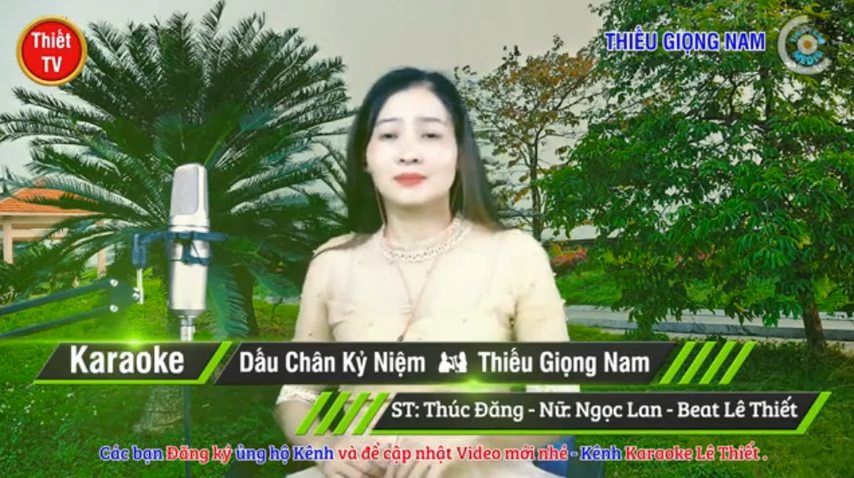 Thiết
TV
THIẾU GIỌNG NAM
MEDIA
Karaoke
Dấu Chân Kỷ Niệm Thiếu Giọng Nam
ST: Thúc Đăng - Nữ: Ngọc Lan - Beat Lê Thiết
Các bạn Đăng ký ủng hộ Kênh và để cập nhật Video mới nhé - Kênh Karaoke Lê Thiết .